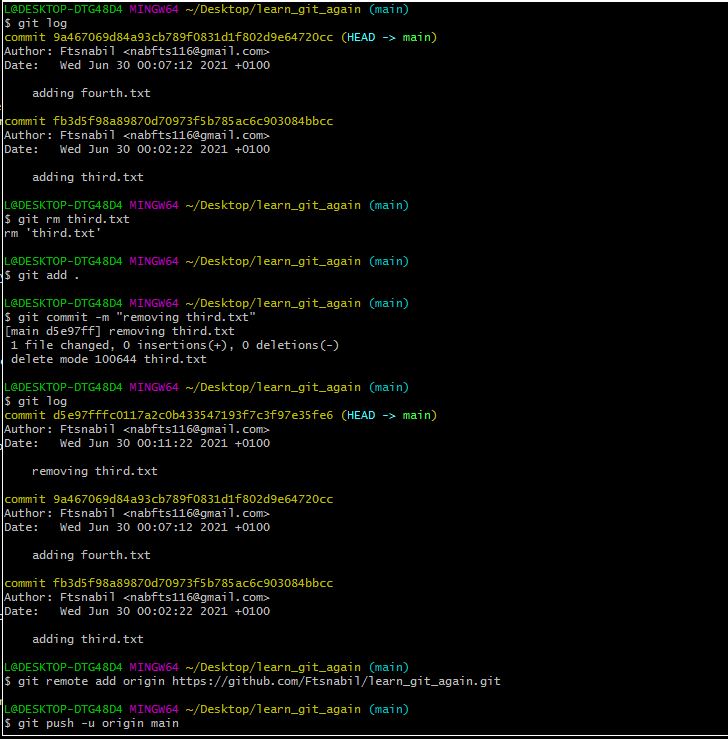 L@DESKTOP-DTG48D4 MINGW64 ~/Desktop/learn_git_again (main)
$ git log
commit 9a467069d84a93cb789f0831d1f802d9e64720cc (HEAD -> main)
Author: Ftsnabil <nabfts116@gmail.com>
Date:   Wed Jun 30 00:07:12 2021 +0100

    adding fourth.txt

commit fb3d5f98a89870d70973f5b785ac6c903084bbcc
Author: Ftsnabil <nabfts116@gmail.com>
Date:   Wed Jun 30 00:02:22 2021 +0100

    adding third.txt

L@DESKTOP-DTG48D4 MINGW64 ~/Desktop/learn_git_again (main)
$ git rm third.txt
rm 'third.txt'

L@DESKTOP-DTG48D4 MINGW64 ~/Desktop/learn_git_again (main)
$ git add .

L@DESKTOP-DTG48D4 MINGW64 ~/Desktop/learn_git_again (main)
$ git commit -m "removing third.txt"
[main d5e97ff] removing third.txt
 1 file changed, 0 insertions(+), 0 deletions(-)
 delete mode 100644 third.txt

L@DESKTOP-DTG48D4 MINGW64 ~/Desktop/learn_git_again (main)
$ git log
commit d5e97fffc0117a2c0b433547193f7c3f97e35fe6 (HEAD -> main)
Author: Ftsnabil <nabfts116@gmail.com>
Date:   Wed Jun 30 00:11:22 2021 +0100

    removing third.txt

commit 9a467069d84a93cb789f0831d1f802d9e64720cc
Author: Ftsnabil <nabfts116@gmail.com>
Date:   Wed Jun 30 00:07:12 2021 +0100

    adding fourth.txt

commit fb3d5f98a89870d70973f5b785ac6c903084bbcc
Author: Ftsnabil <nabfts116@gmail.com>
Date:   Wed Jun 30 00:02:22 2021 +0100

    adding third.txt

L@DESKTOP-DTG48D4 MINGW64 ~/Desktop/learn_git_again (main)
$ git remote add origin https://github.com/Ftsnabil/learn_git_again.git

L@DESKTOP-DTG48D4 MINGW64 ~/Desktop/learn_git_again (main)
$ git push -u origin main